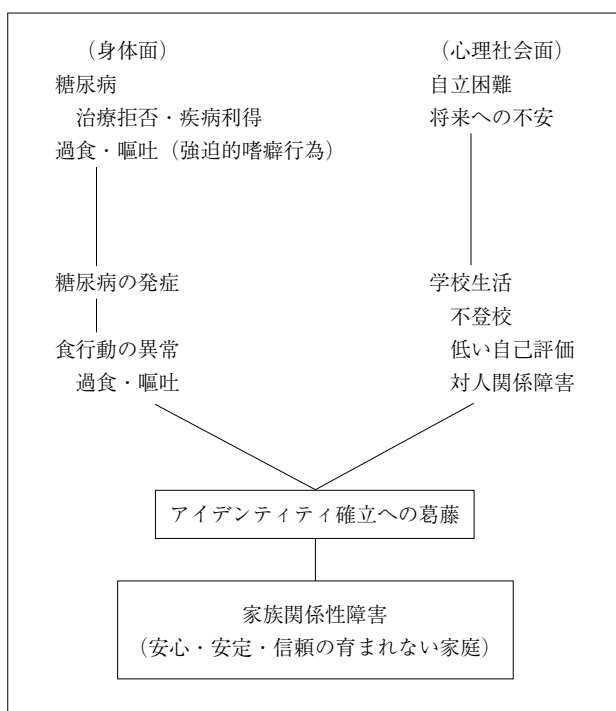 （身体面）
糖尿病
治療拒否・疾病利得
過食・嘔吐（強迫的嗜癖行為）
糖尿病の発症
食行動の異常
過食・嘔吐
（心理社会面）
自立困難
将来への不安
学校生活
不登校
低い自己評価
対人関係障害
アイデンティティ確立への葛藤
家族関係性障害
（安心・安定・信頼の育まれない家庭）